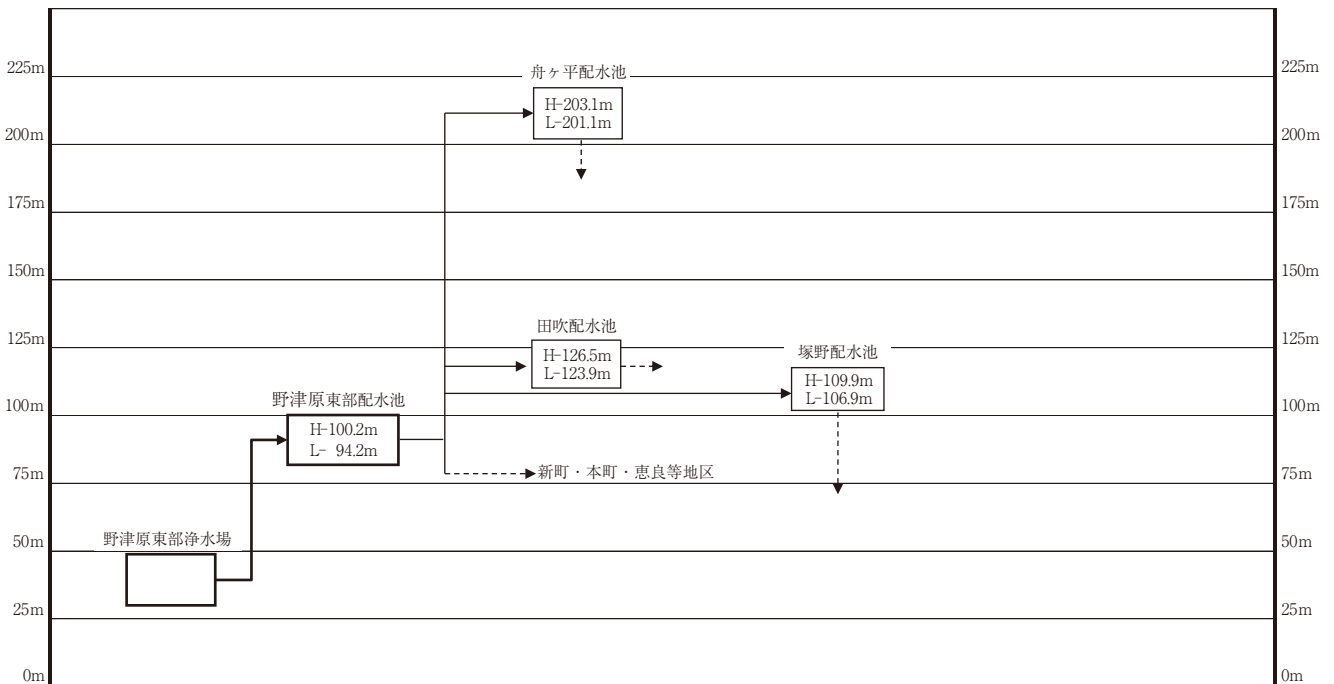 225m
225m
舟ヶ平配水池
H-203.1m
L-201.1m
200m
200m
175m
175m
150m
150m
125m
125m
田吹配水池
H-126.5m
L-123.9m
塚野配水池
H-109.9m
L-106.9m
100m
100m
野津原東部配水池
H-100.2m
L- 94.2m
75m
75m
新町・本町・恵良等地区
50m
50m
野津原東部浄水場
25m
25m
0m
0m